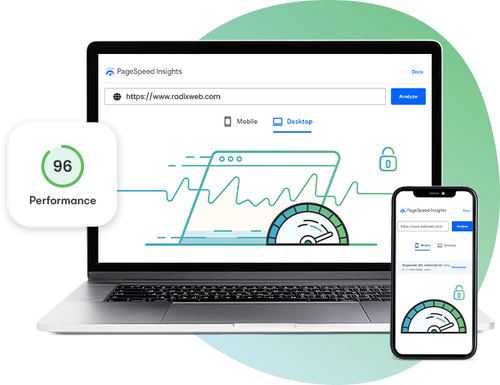 PageSpeed Insights
Docs
https://www.radixweb.com
Analyze
Mobile
Desktop
96
Performance
PageSpeed Insights
Docs
https://www.radixweb.com/
Analyze
Mobile
Desktop